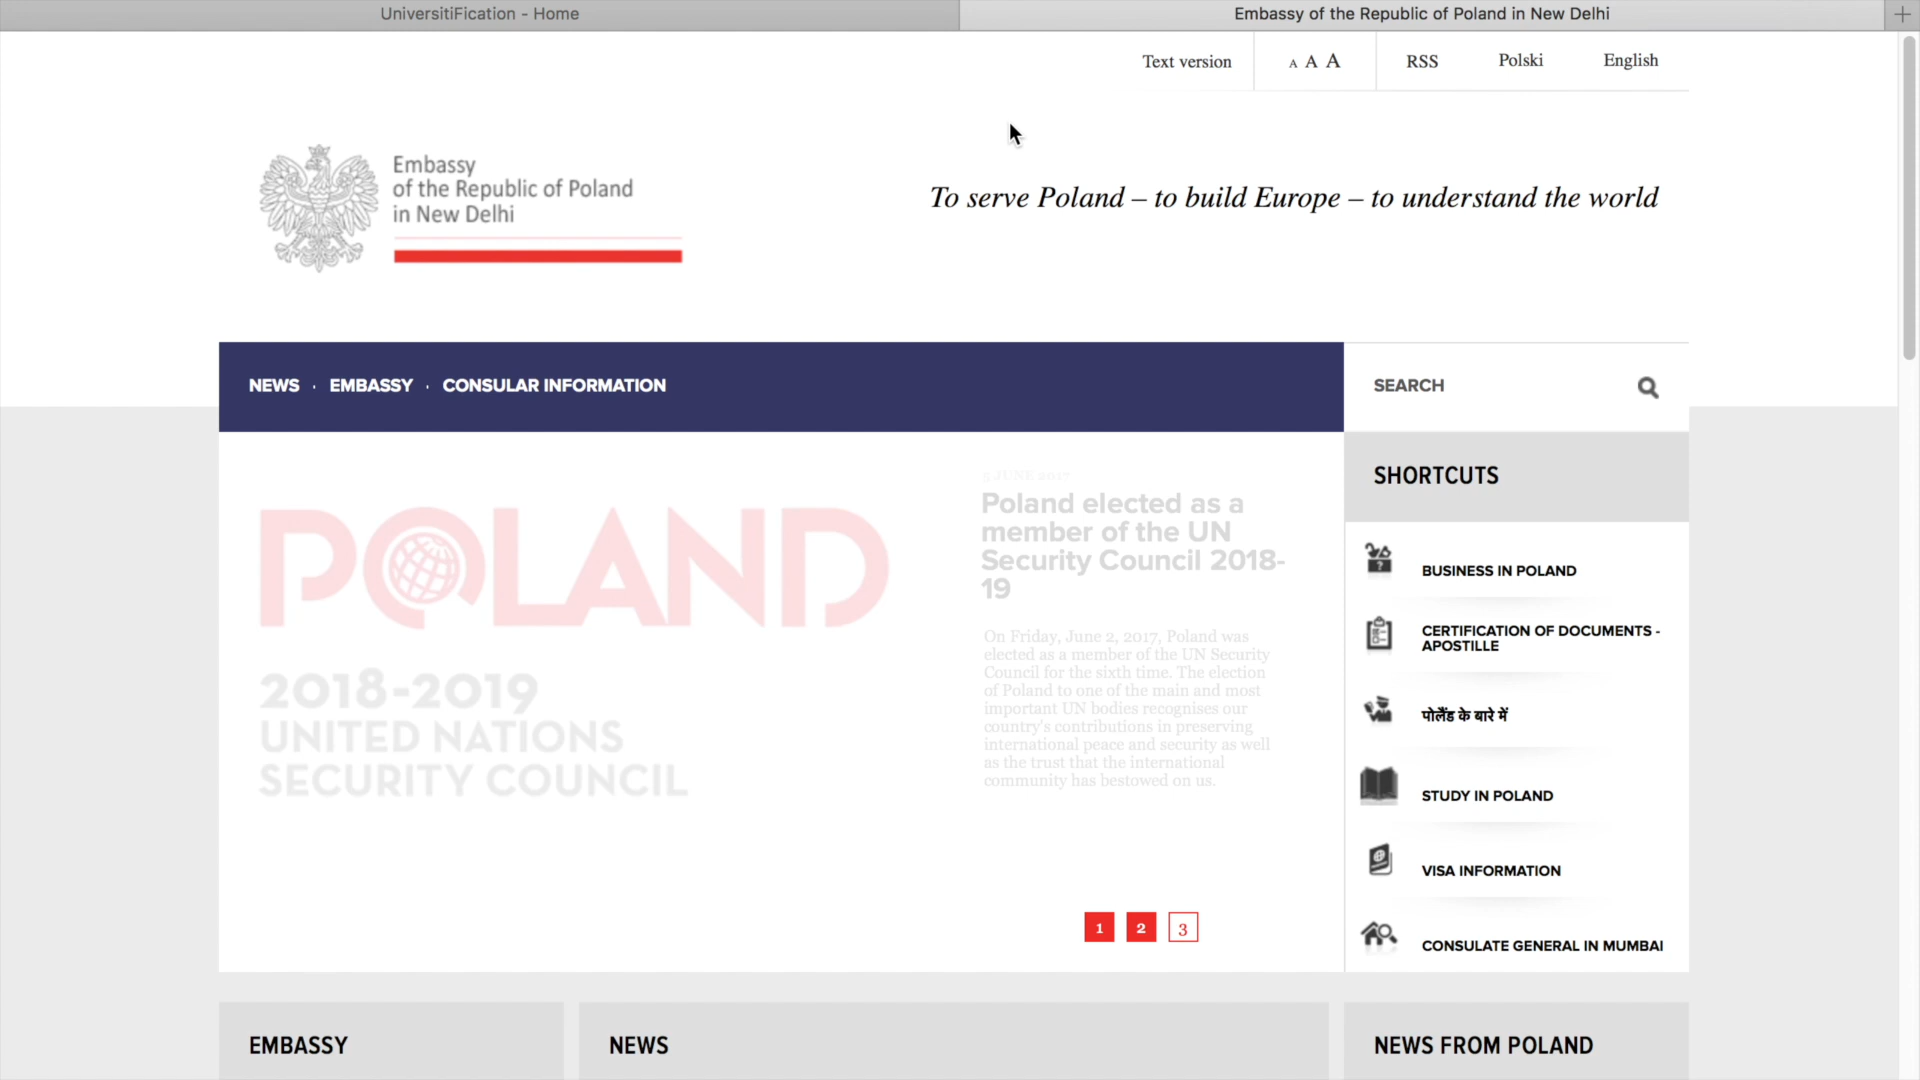 UniversitiFication - Home
Embassy of the Republic of Poland in New Delhi
Text version
A A A
RSS
Polski
English
Embassy
of the Republic of Poland
in New Delhi
To serve Poland – to build Europe – to understand the world
NEWS · EMBASSY · CONSULAR INFORMATION
SEARCH
POLAND
2018-2019
UNITED NATIONS
SECURITY COUNCIL
5 JUNE 2017
Poland elected as a
member of the UN
Security Council 2018-
19
On Friday, June 2, 2017, Poland was
elected as a member of the UN Security
Council for the sixth time. The election
of Poland to one of the main and most
important UN bodies recognises our
country's contributions in preserving
international peace and security as well
as the trust that the international
community has bestowed on us.
1 2 3
SHORTCUTS
BUSINESS IN POLAND
CERTIFICATION OF DOCUMENTS -
APOSTILLE
पोलैंड के बारे में
STUDY IN POLAND
VISA INFORMATION
CONSULATE GENERAL IN MUMBAI
EMBASSY
NEWS
NEWS FROM POLAND